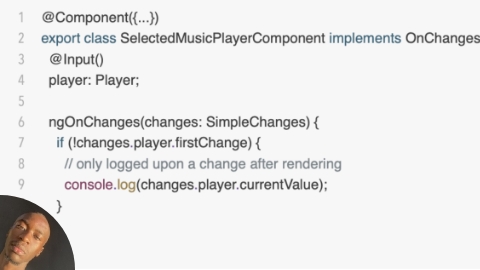 1 @Component({...})
2 export class SelectedMusicPlayerComponent implements OnChanges
3 @Input()
4 player: Player;
5
6 ngOnChanges(changes: SimpleChanges) {
7 if (!changes.player.firstChange) {
8 // only logged upon a change after rendering
9 console.log(changes.player.currentValue);
}